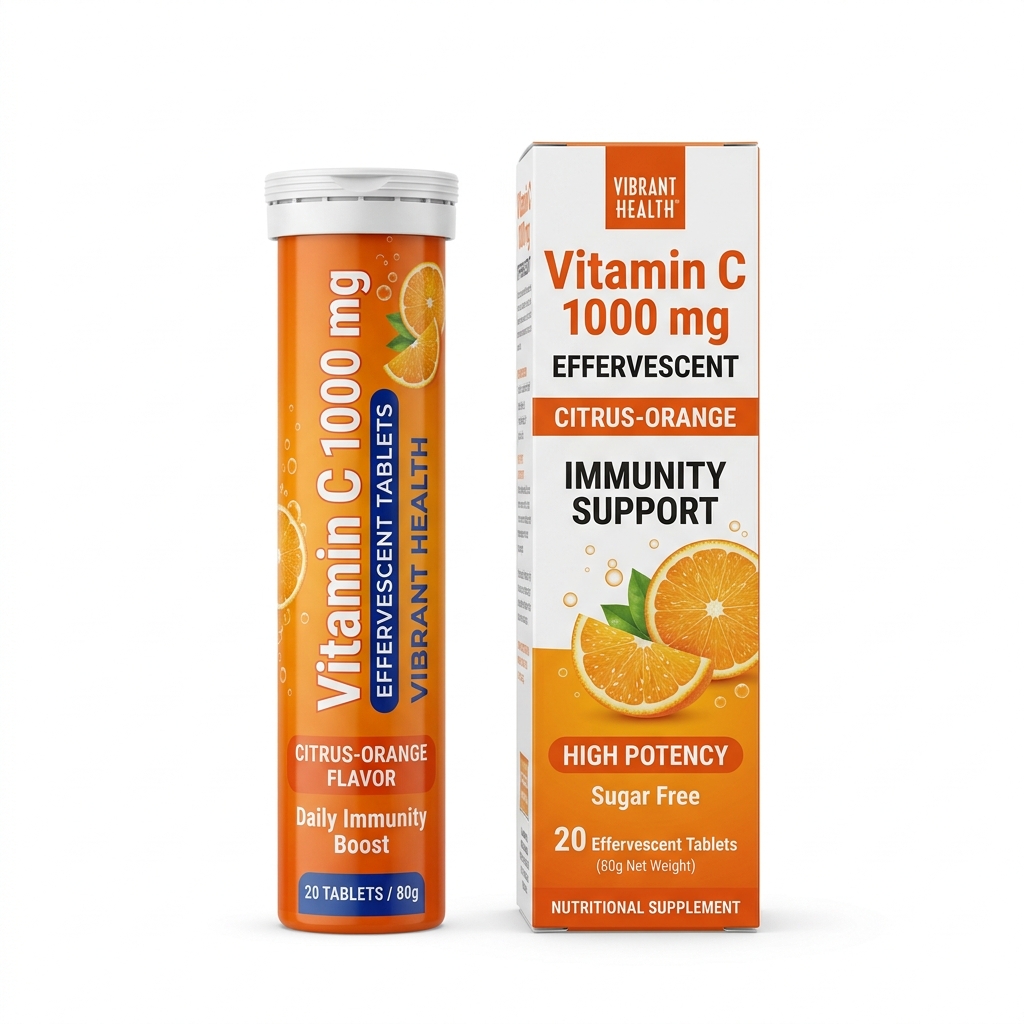 Vitamin C 1000 mg
EFFERVESCENT TABLETS
VIBRANT HEALTH
CITRUS-ORANGE
FLAVOR
Daily Immunity
Boost
20 TABLETS / 80g
VIBRANT
HEALTH
Vitamin C
1000 mg
EFFERVESCENT
CITRUS-ORANGE
IMMUNITY
SUPPORT
HIGH POTENCY
Sugar Free
20 Effervescent Tablets
(80g Net Weight)
NUTRITIONAL SUPPLEMENT
Vitamin C